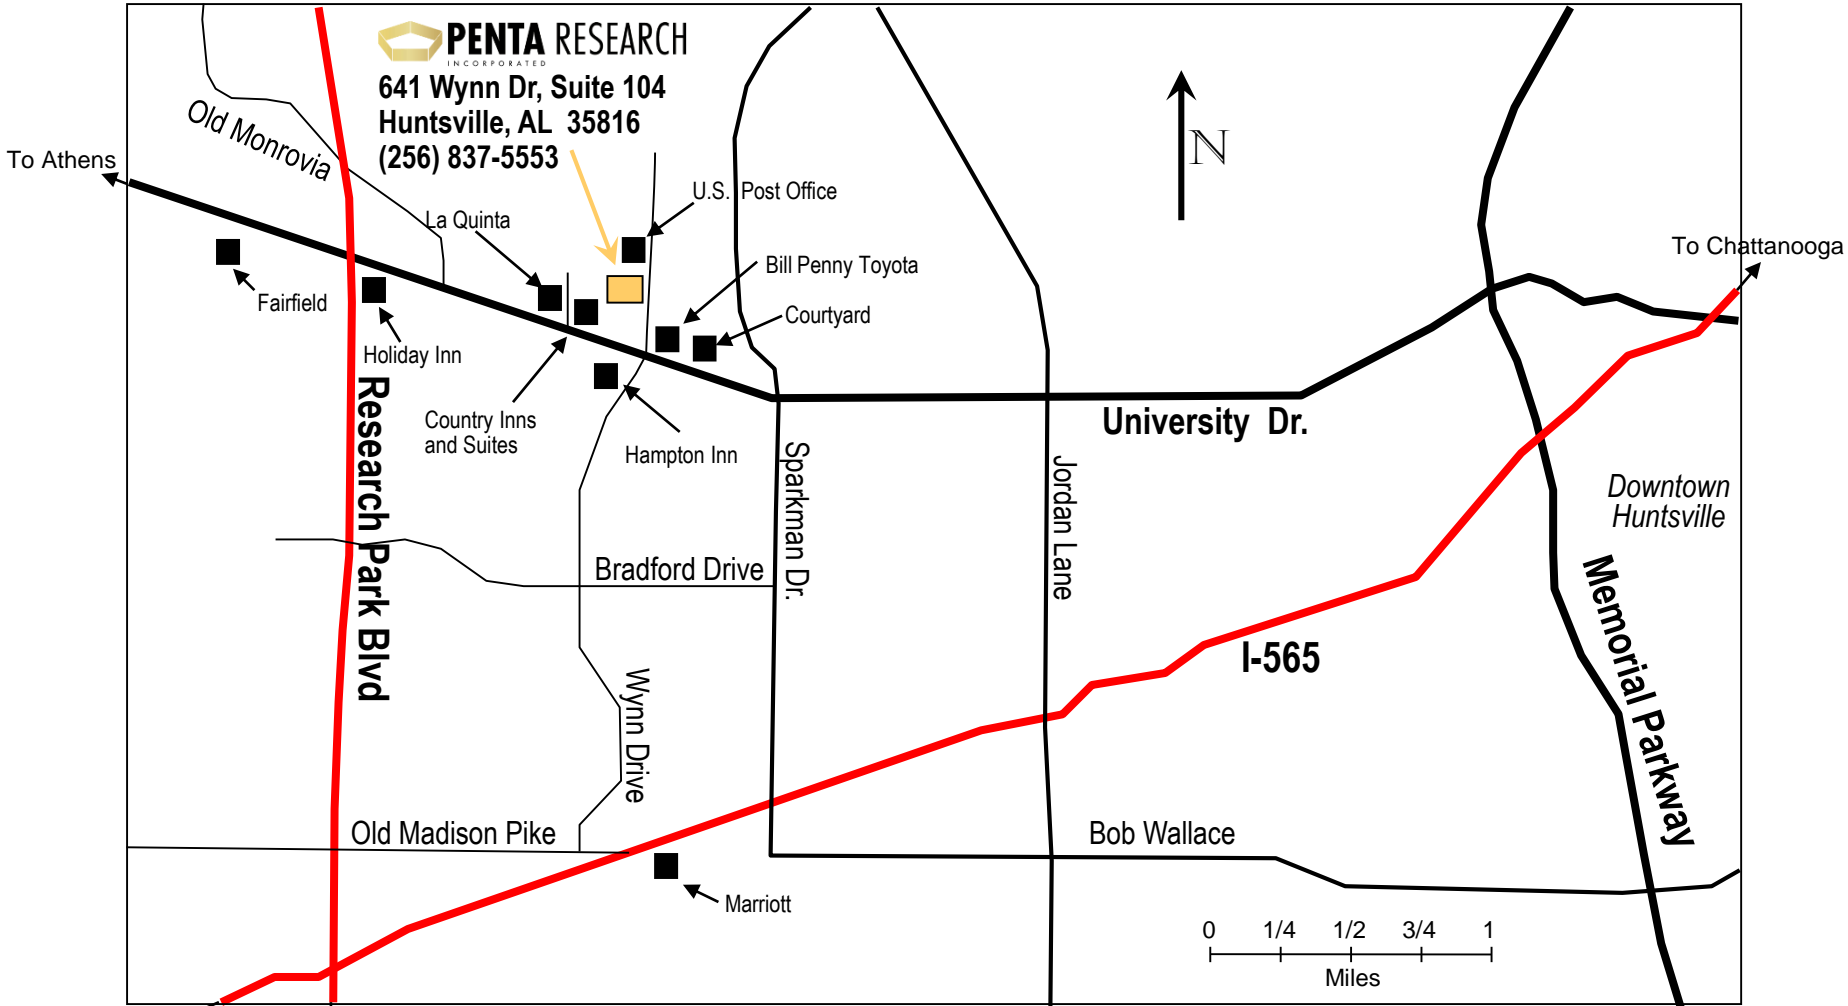 PENTA RESEARCH
INCORPORATED
641 Wynn Dr, Suite 104
Huntsville, AL 35816
(256) 837-5553
Old Monrovia
To Athens
N
U.S. Post Office
La Quinta
To Chattanooga
Bill Penny Toyota
Fairfield
Courtyard
Holiday Inn
Research Park Blvd
Country Inns
and Suites
University Dr.
Hampton Inn
Sparkman Dr.
Jordan Lane
Downtown
Huntsville
Bradford Drive
Memorial Parkway
I-565
Wynn Drive
Old Madison Pike
Bob Wallace
Marriott
0 1/4 1/2 3/4 1
Miles